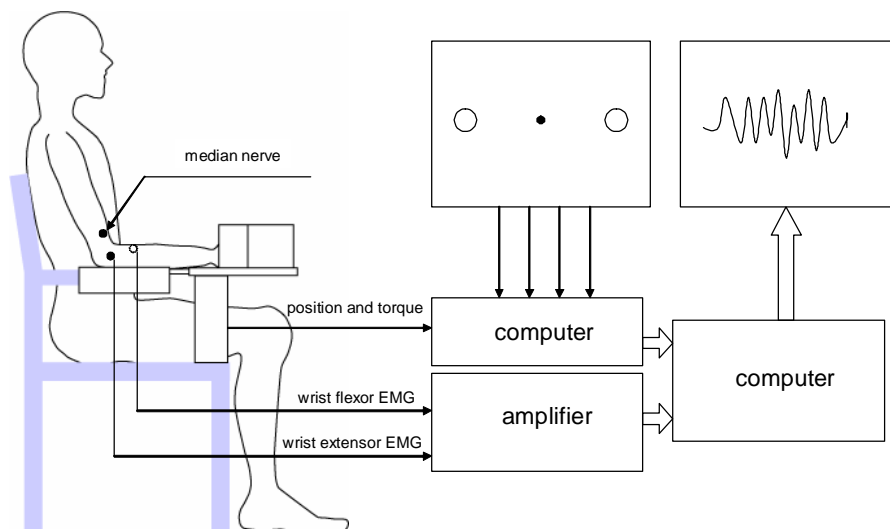 median nerve
position and torque
computer
computer
wrist flexor EMG
amplifier
wrist extensor EMG